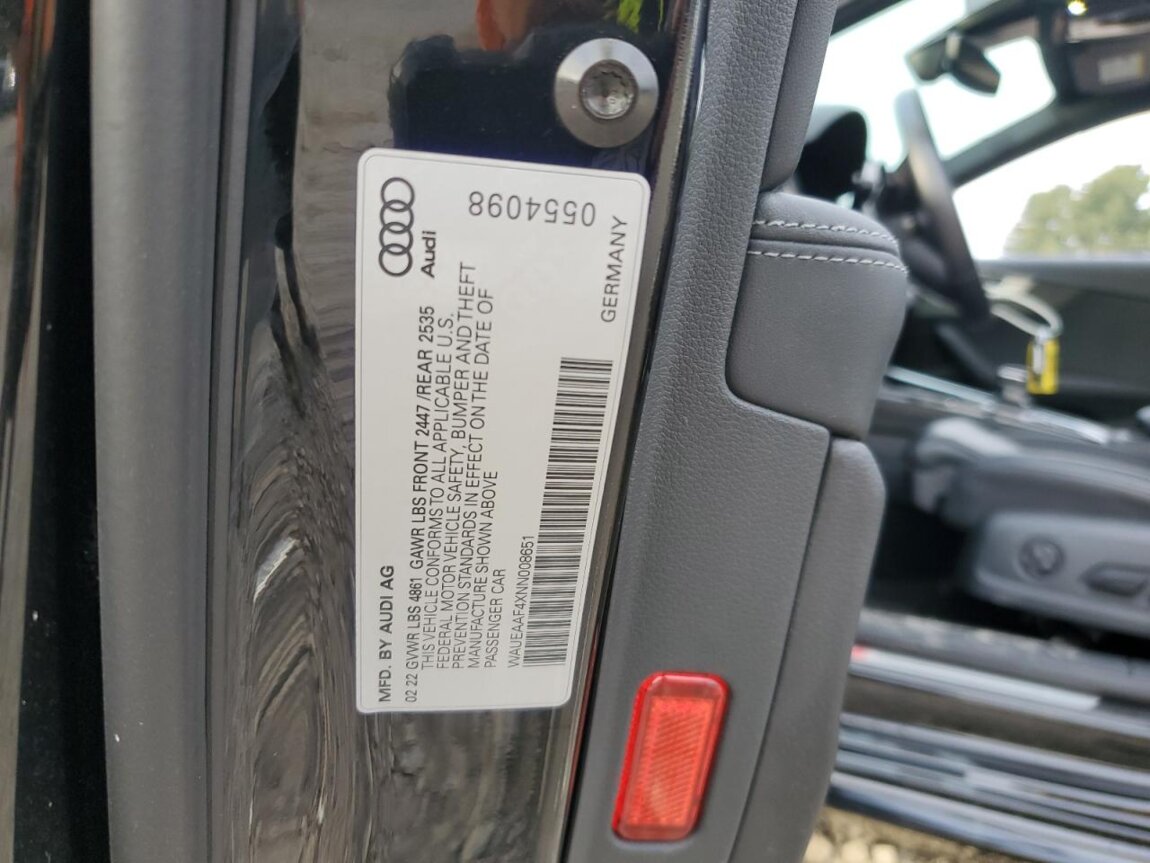 MFD. BY AUDI AG
Audi
02 22 GVWR LBS 4861 GAWR LBS FRONT 2447 / REAR 2535
THIS VEHICLE CONFORMS TO ALL APPLICABLE U.S.
FEDERAL MOTOR VEHICLE SAFETY, BUMPER AND THEFT
PREVENTION STANDARDS IN EFFECT ON THE DATE OF
MANUFACTURE SHOWN ABOVE
PASSENGER CAR
WAUEAAF4XNN008651
GERMANY
0554098